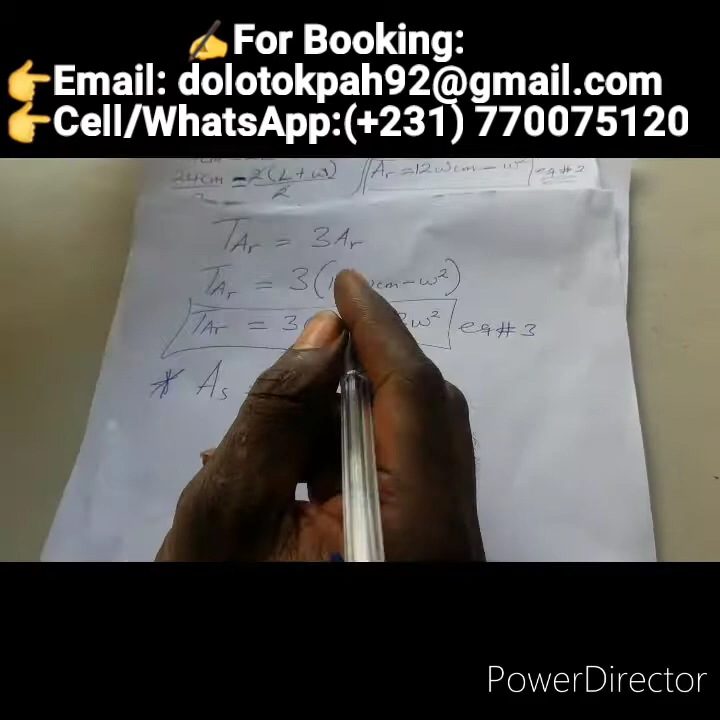 ✍️For Booking:
👉Email: dolotokpah92@gmail.com
👉Cell/WhatsApp:(+231) 770075120
24cm = 2(L+w)
2
Ar = 12wcm - w² eq#2
TAr = 3Ar
TAr = 3( cm - w²)
TAr = 3 w² eq#3
* As
PowerDirector